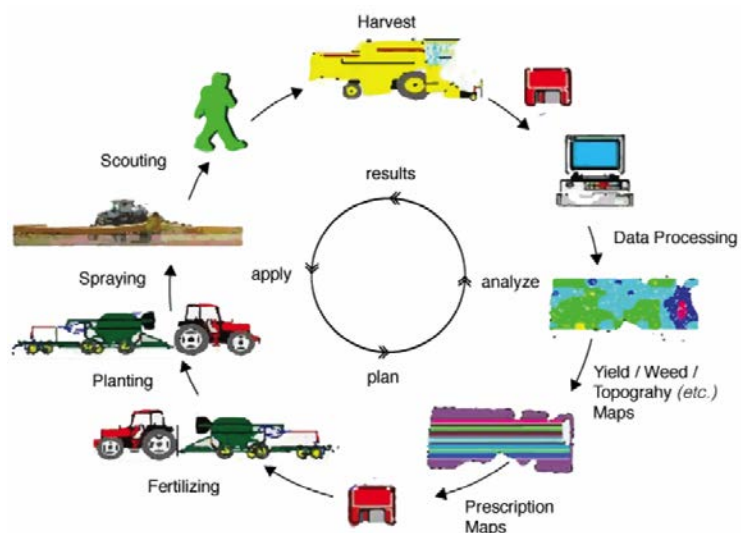 Harvest
Scouting
results
Data Processing
Spraying
apply
analyze
Planting
plan
Yield / Weed /
Topograhy (etc.)
Maps
Fertilizing
Prescription
Maps